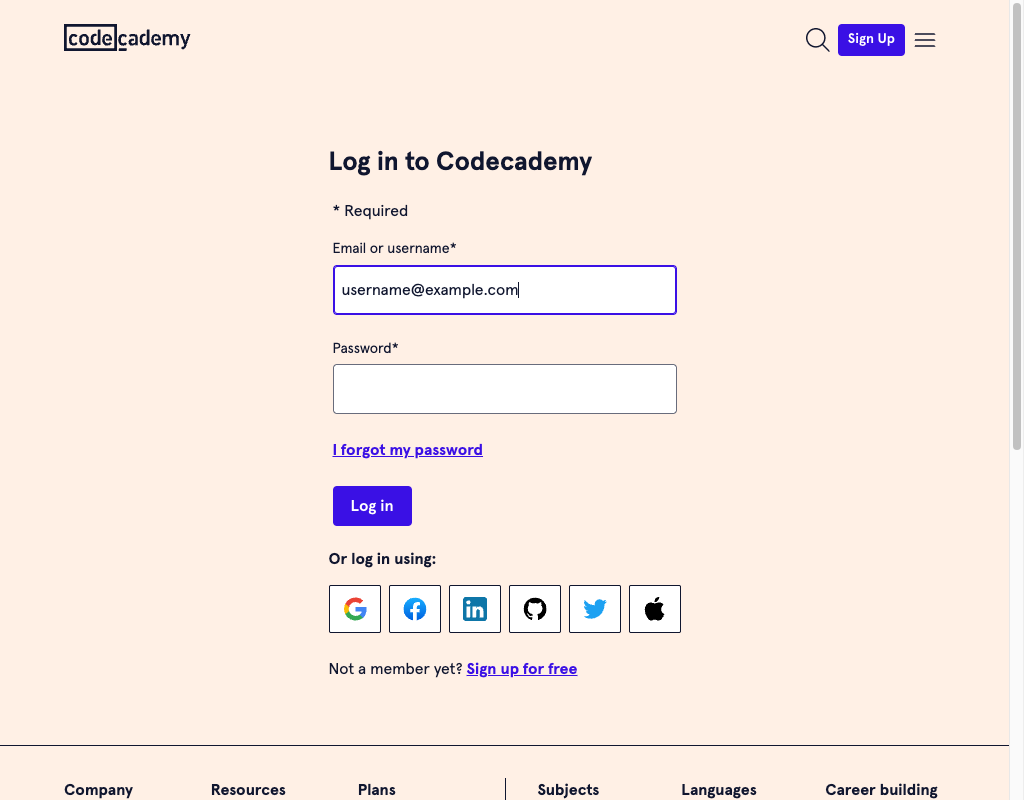 codecademy
Sign Up
Log in to Codecademy
* Required
Email or username*
username@example.com
Password*
I forgot my password
Log in
Or log in using:
in
Not a member yet? Sign up for free
Company Resources Plans Subjects Languages Career building